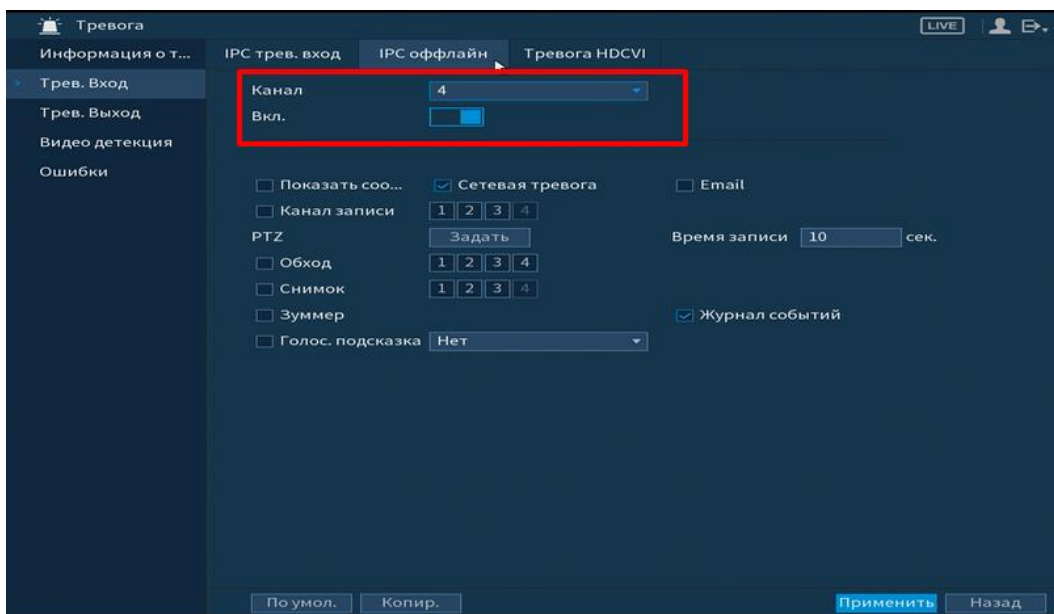 Тревога LIVE
Информация о т... IPC трев. вход IPC оффлайн Тревога HDCVI
Трев. Вход
Трев. Выход
Видео детекция
Ошибки
Канал 4
Вкл.
Показать соо... Сетевая тревога Email
Канал записи 1 2 3 4
PTZ Задать Время записи 10 сек.
Обход 1 2 3 4
Снимок 1 2 3 4
Зуммер Журнал событий
Голос. подсказка Нет
По умол. Копир. Применить Назад